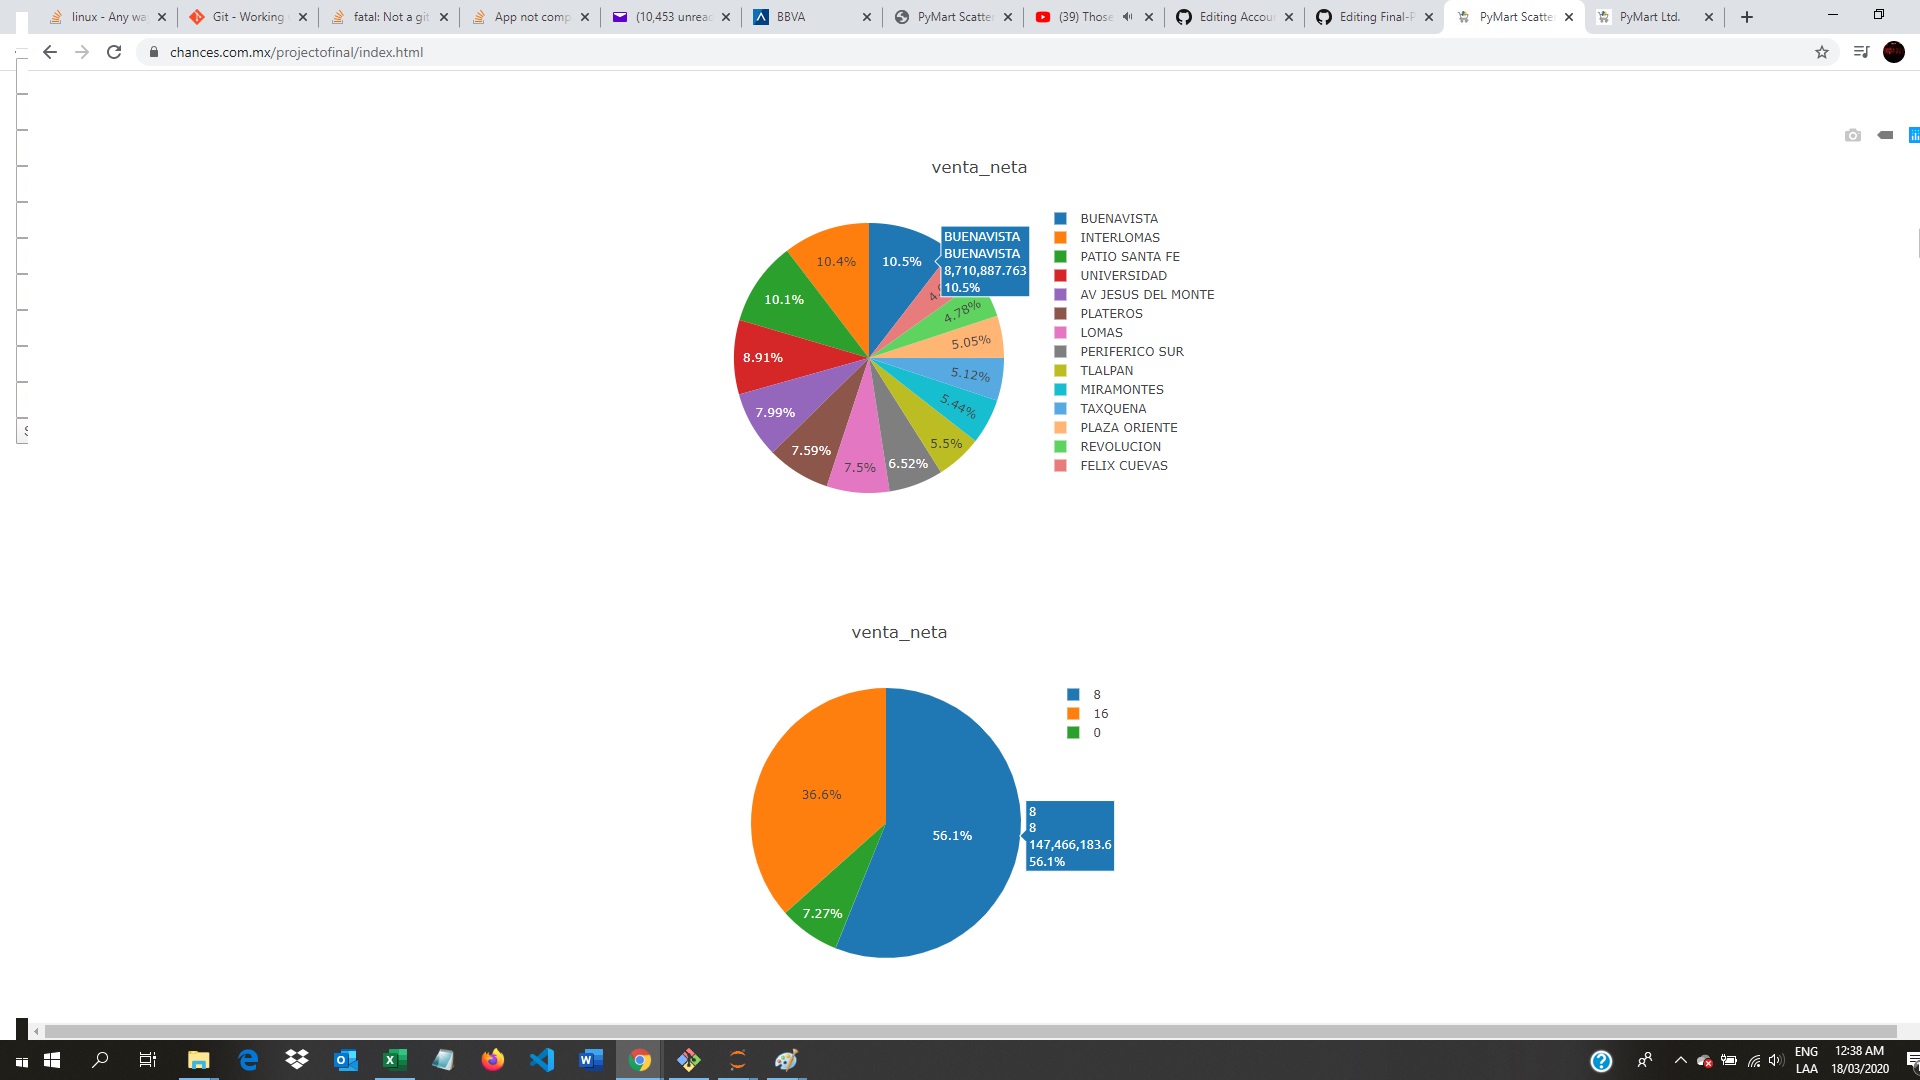 linux - Any wa
Git - Working
fatal: Not a git
App not comp
(10,453 unread
BBVA
PyMart Scatte
(39) Those
Editing Accou
Editing Final-P
PyMart Scatte
PyMart Ltd.
chances.com.mx/projectofinal/index.html
venta_neta
BUENAVISTA
BUENAVISTA
8,710,887.763
10.5%
10.5%
10.4%
10.1%
8.91%
7.99%
7.59%
7.5%
6.52%
5.5%
5.44%
5.12%
5.05%
4.78%
BUENAVISTA
INTERLOMAS
PATIO SANTA FE
UNIVERSIDAD
AV JESUS DEL MONTE
PLATEROS
LOMAS
PERIFERICO SUR
TLALPAN
MIRAMONTES
TAXQUENA
PLAZA ORIENTE
REVOLUCION
FELIX CUEVAS
venta_neta
36.6%
56.1%
7.27%
8
16
0
8
8
147,466,183.6
56.1%
ENG
LAA
12:38 AM
18/03/2020